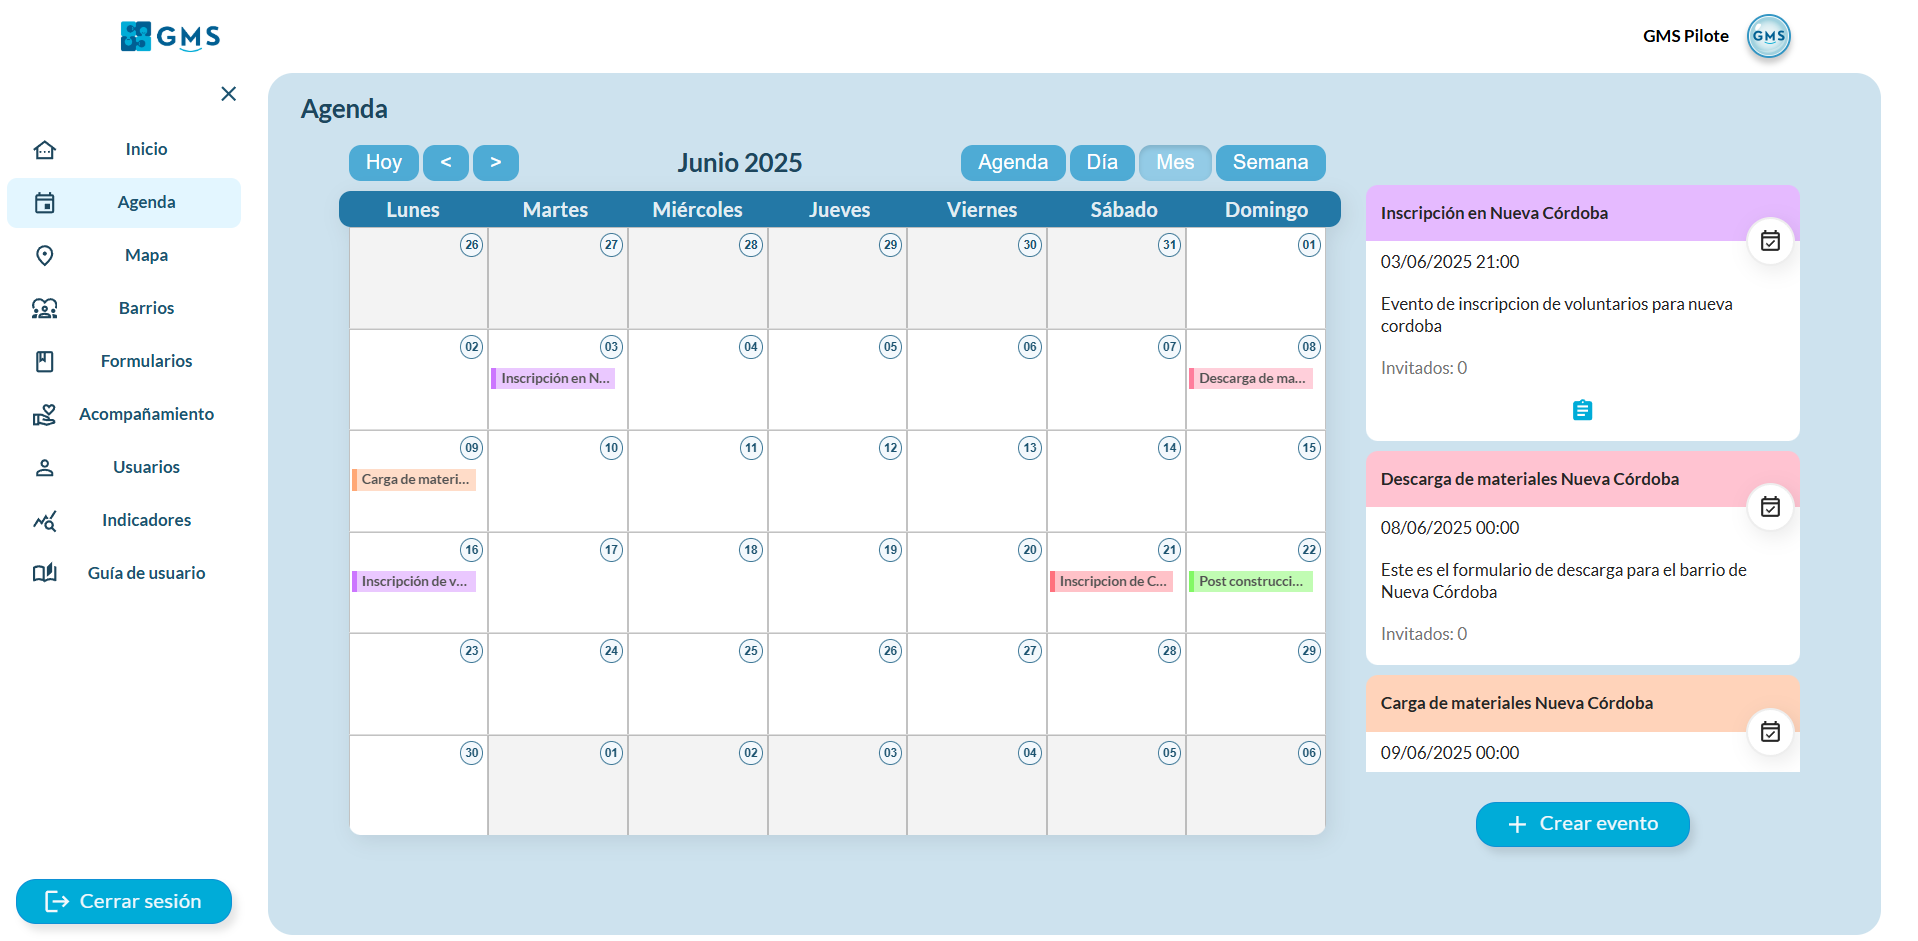 GMS
GMS Pilote
GMS
Inicio
Agenda
Mapa
Barrios
Formularios
Acompañamiento
Usuarios
Indicadores
Guía de usuario
Cerrar sesión
Agenda
Hoy < > Junio 2025 Agenda Día Mes Semana
Lunes Martes Miércoles Jueves Viernes Sábado Domingo
26 27 28 29 30 31 01
02 03 04 05 06 07 08
Inscripción en N... Descarga de ma...
09 10 11 12 13 14 15
Carga de materi...
16 17 18 19 20 21 22
Inscripción de v... Inscripcion de C... Post construcci...
23 24 25 26 27 28 29
30 01 02 03 04 05 06
Inscripción en Nueva Córdoba
03/06/2025 21:00
Evento de inscripcion de voluntarios para nueva
cordoba
Invitados: 0
Descarga de materiales Nueva Córdoba
08/06/2025 00:00
Este es el formulario de descarga para el barrio de
Nueva Córdoba
Invitados: 0
Carga de materiales Nueva Córdoba
09/06/2025 00:00
Crear evento